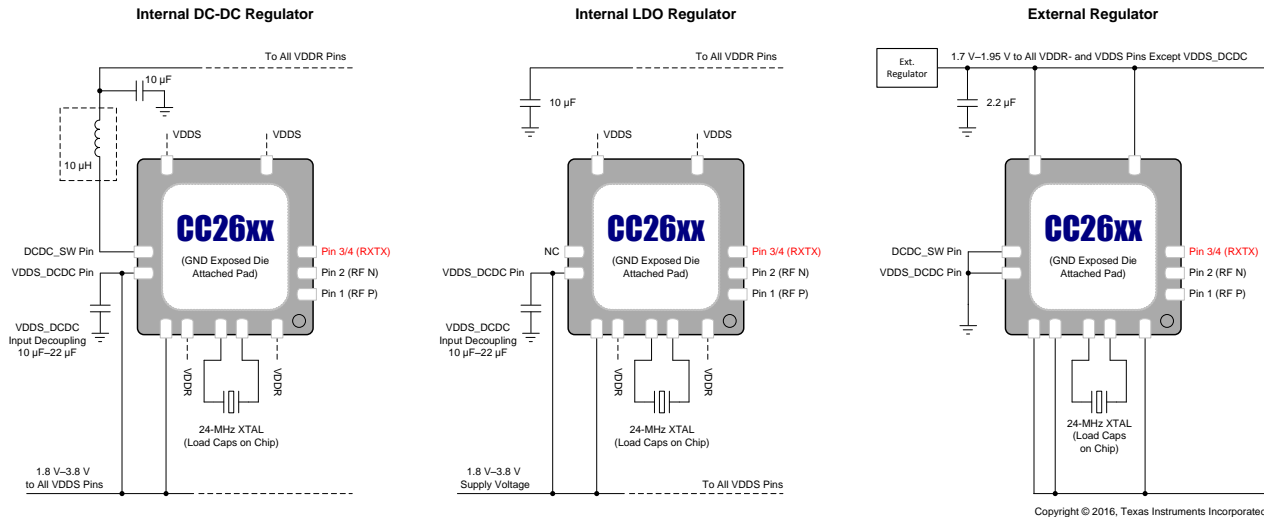 Internal DC-DC Regulator
To All VDDR Pins
10 µF
10 µH
VDDS
VDDS
CC26xx
(GND Exposed Die
Attached Pad)
DCDC_SW Pin
VDDS_DCDC Pin
Pin 3/4 (RXTX)
Pin 2 (RF N)
Pin 1 (RF P)
VDDS_DCDC
Input Decoupling
10 µF–22 µF
VDDR
VDDR
24-MHz XTAL
(Load Caps on Chip)
1.8 V–3.8 V
to All VDDS Pins
Internal LDO Regulator
To All VDDR Pins
10 µF
VDDS
VDDS
CC26xx
(GND Exposed Die
Attached Pad)
NC
VDDS_DCDC Pin
Pin 3/4 (RXTX)
Pin 2 (RF N)
Pin 1 (RF P)
VDDS_DCDC
Input Decoupling
10 µF–22 µF
VDDR
VDDR
24-MHz XTAL
(Load Caps on Chip)
1.8 V–3.8 V
Supply Voltage
To All VDDS Pins
External Regulator
Ext.
Regulator
1.7 V–1.95 V to All VDDR- and VDDS Pins Except VDDS_DCDC
2.2 µF
CC26xx
(GND Exposed Die
Attached Pad)
DCDC_SW Pin
VDDS_DCDC Pin
Pin 3/4 (RXTX)
Pin 2 (RF N)
Pin 1 (RF P)
24-MHz XTAL
(Load Caps
on Chip)
Copyright © 2016, Texas Instruments Incorporated